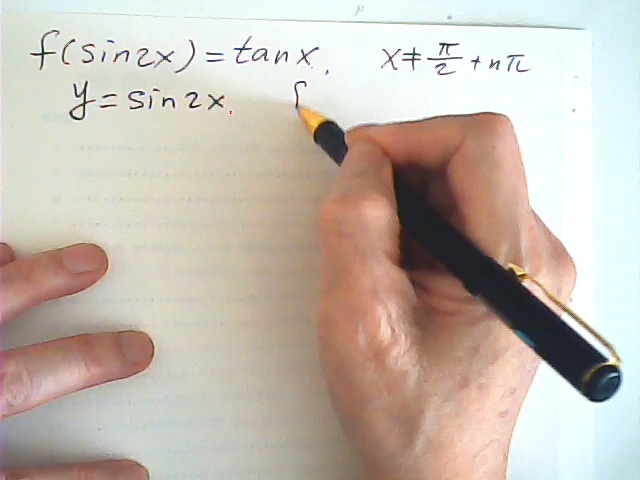 f(sin2x) = tanx. x ≠ π/2 + nπ
y = sin2x. f